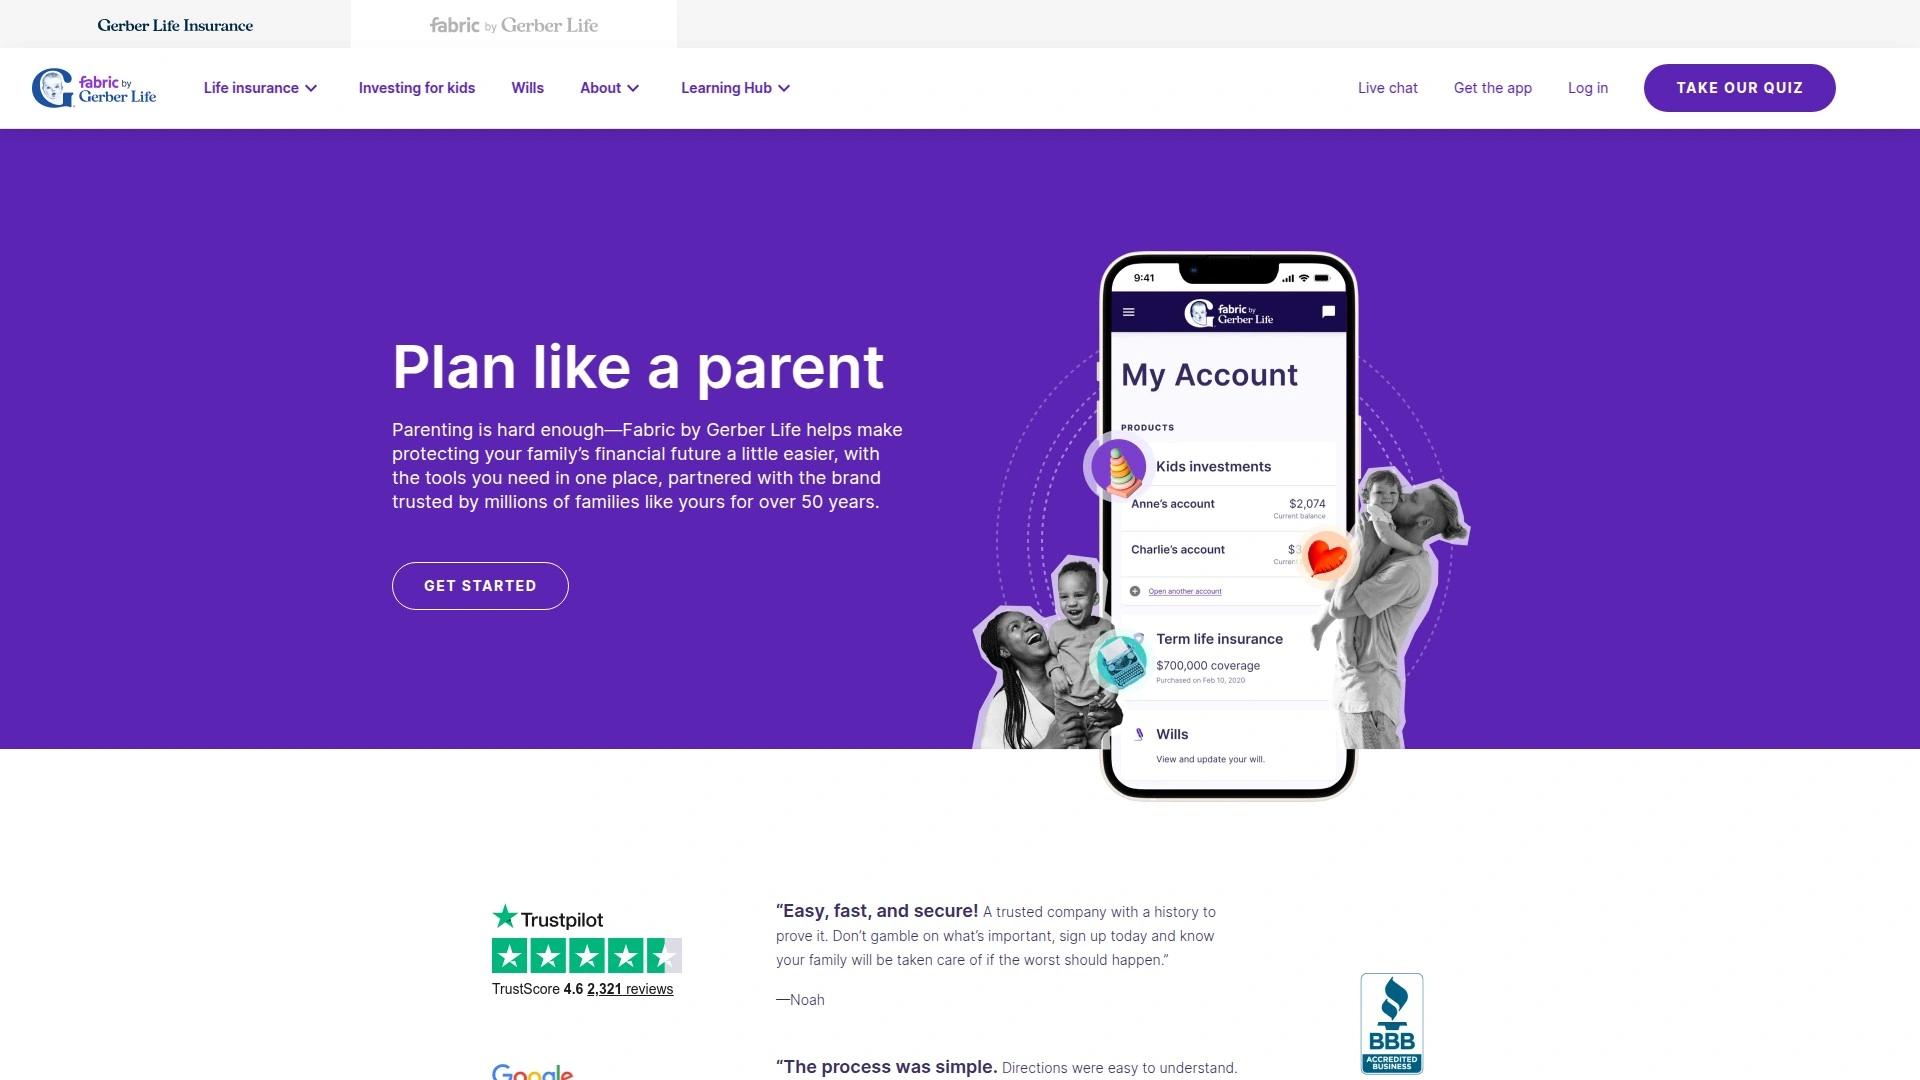 Gerber Life Insurance
fabric by Gerber Life
fabric by
Gerber Life
Life insurance
Investing for kids
Wills
About
Learning Hub
Live chat
Get the app
Log in
TAKE OUR QUIZ
Plan like a parent
Parenting is hard enough—Fabric by Gerber Life helps make
protecting your family’s financial future a little easier, with
the tools you need in one place, partnered with the brand
trusted by millions of families like yours for over 50 years.
GET STARTED
9:41
fabric by
Gerber Life
My Account
PRODUCTS
Kids investments
Anne’s account
$2,074
Current balance
Charlie’s account
$3
Open another account
Term life insurance
$700,000 coverage
Purchased on Feb 10, 2020
Wills
View and update your will.
Trustpilot
TrustScore 4.6 2,321 reviews
“Easy, fast, and secure! A trusted company with a history to
prove it. Don’t gamble on what’s important, sign up today and know
your family will be taken care of if the worst should happen.”
—Noah
BBB
ACCREDITED
BUSINESS
Google
“The process was simple. Directions were easy to understand.